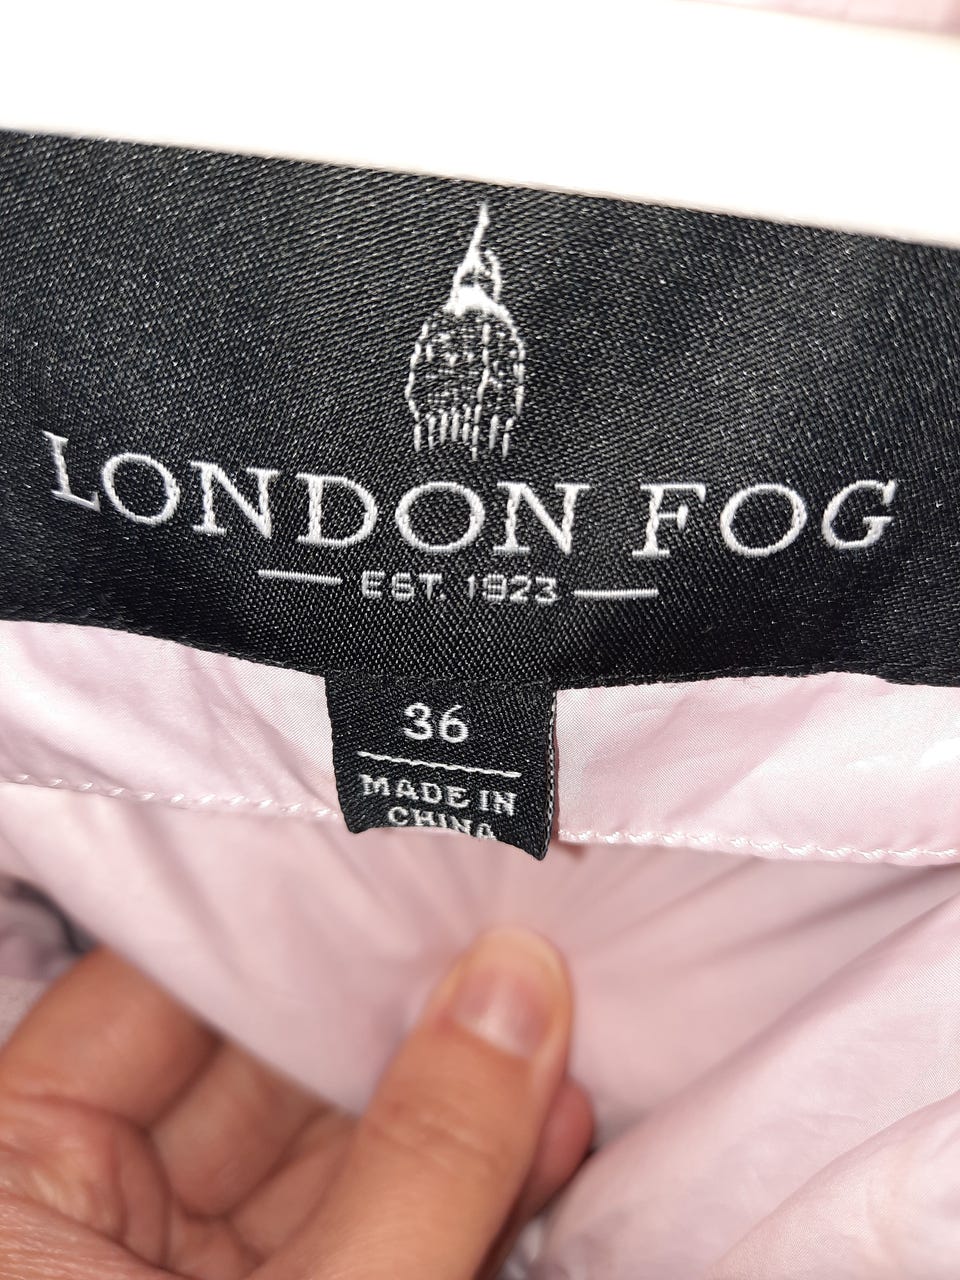 LONDON FOG
EST. 1923
36
MADE IN
CHINA